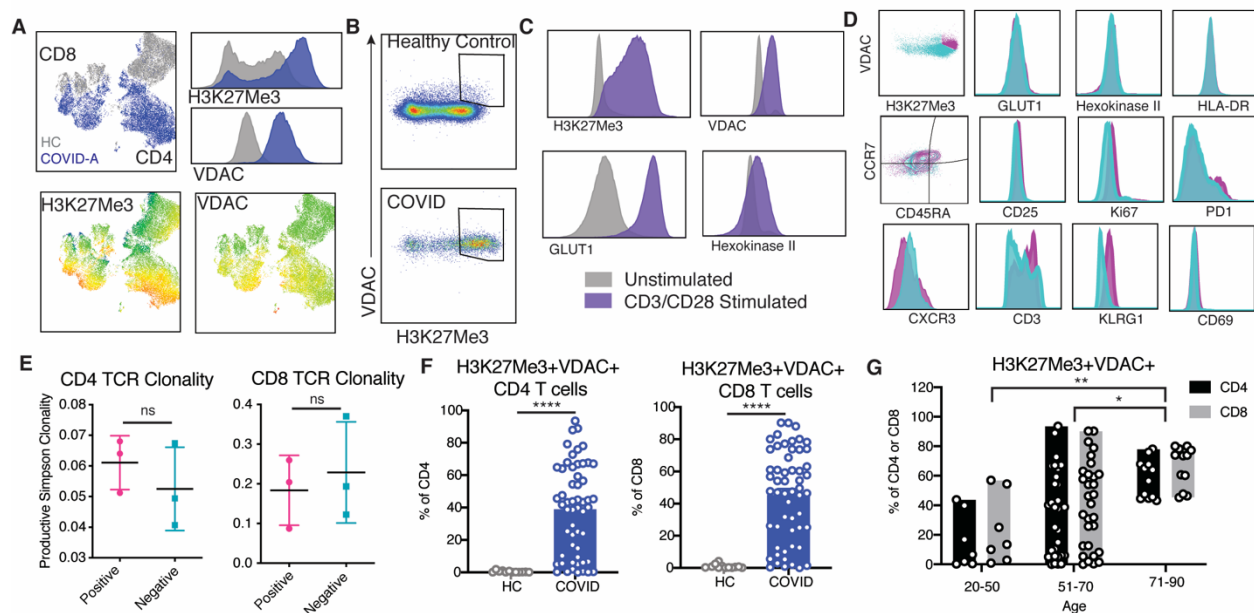 A
CD8
HC
COVID-A
CD4
H3K27Me3
VDAC
H3K27Me3
VDAC
B
Healthy Control
COVID
VDAC
H3K27Me3
C
H3K27Me3
VDAC
GLUT1
Hexokinase II
Unstimulated
CD3/CD28 Stimulated
D
VDAC
H3K27Me3
GLUT1
Hexokinase II
HLA-DR
CCR7
CD45RA
CD25
Ki67
PD1
CXCR3
CD3
KLRG1
CD69
E
CD4 TCR Clonality
Productive Simpson Clonality
0.08
0.07
0.06
0.05
0.04
0.03
ns
Positive
Negative
CD8 TCR Clonality
0.4
0.3
0.2
0.1
0.0
ns
Positive
Negative
F
H3K27Me3+VDAC+
CD4 T cells
****
% of CD4
100
80
60
40
20
0
HC
COVID
H3K27Me3+VDAC+
CD8 T cells
****
% of CD8
100
80
60
40
20
0
HC
COVID
G
H3K27Me3+VDAC+
**
*
CD4
CD8
% of CD4 or CD8
120
100
80
60
40
20
0
20-50
51-70
71-90
Age